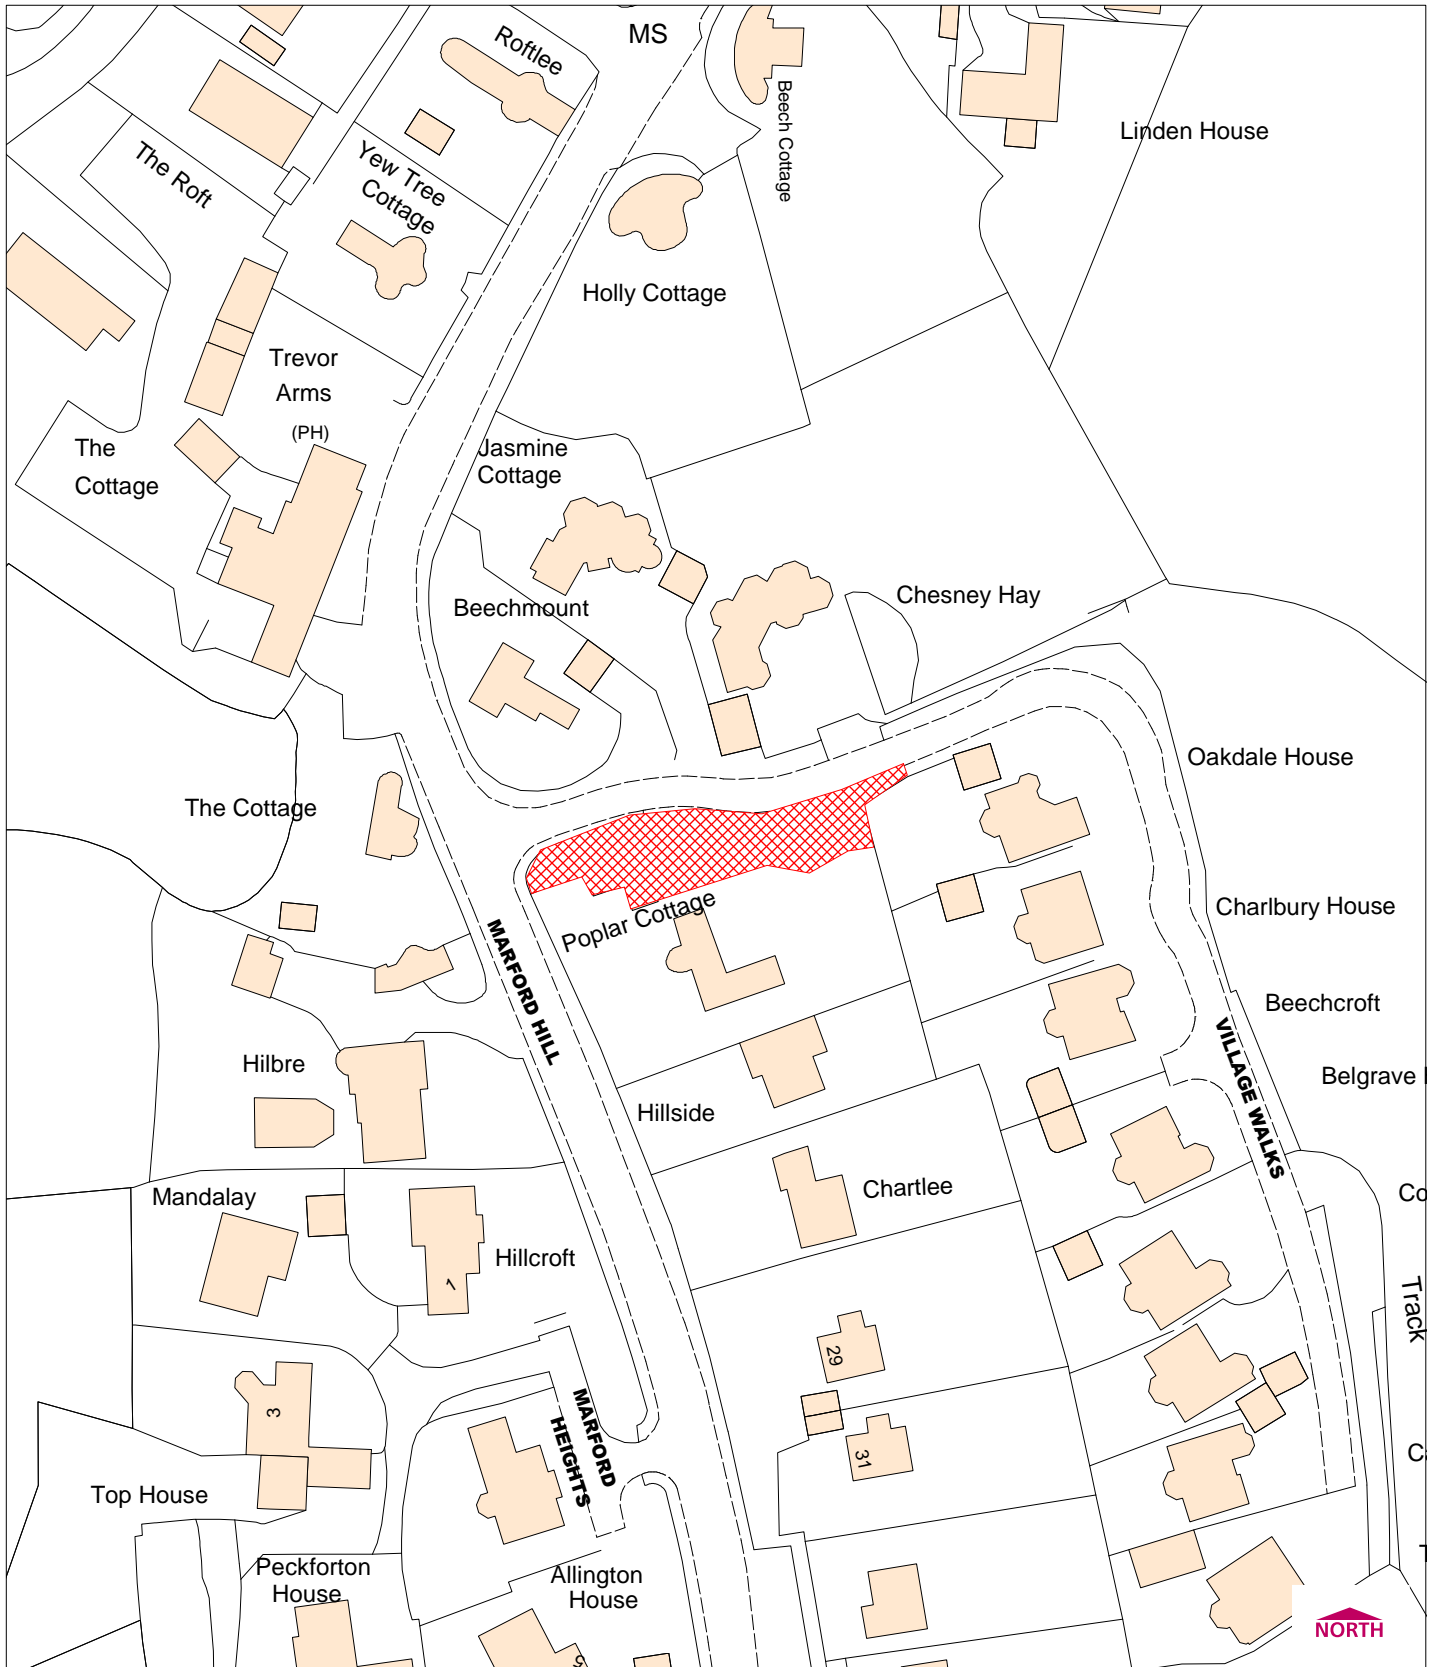 MS
Roftlee
Beech Cottage
Linden House
The Roft
Yew Tree
Cottage
Holly Cottage
Trevor
Arms
(PH)
The
Cottage
Jasmine
Cottage
Beechmount
Chesney Hay
Oakdale House
The Cottage
Poplar Cottage
Charlbury House
MARFORD HILL
Beechcroft
VILLAGE WALKS
Hilbre
Belgrave
Hillside
Mandalay
Chartlee
Co
Hillcroft
1
Track
29
3
MARFORD
HEIGHTS
31
Top House
Peckforton
House
Allington
House
NORTH